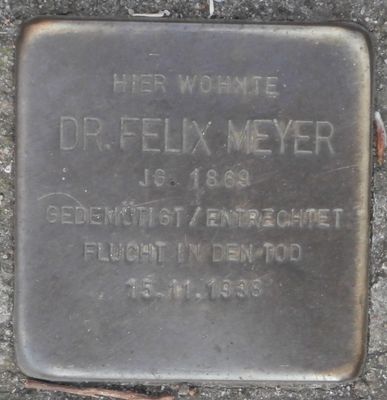 HIER WOHNTE
DR. FELIX MEYER
JG. 1869
GEDEMÜTIGT / ENTRECHTET
FLUCHT IN DEN TOD
15.11.1938